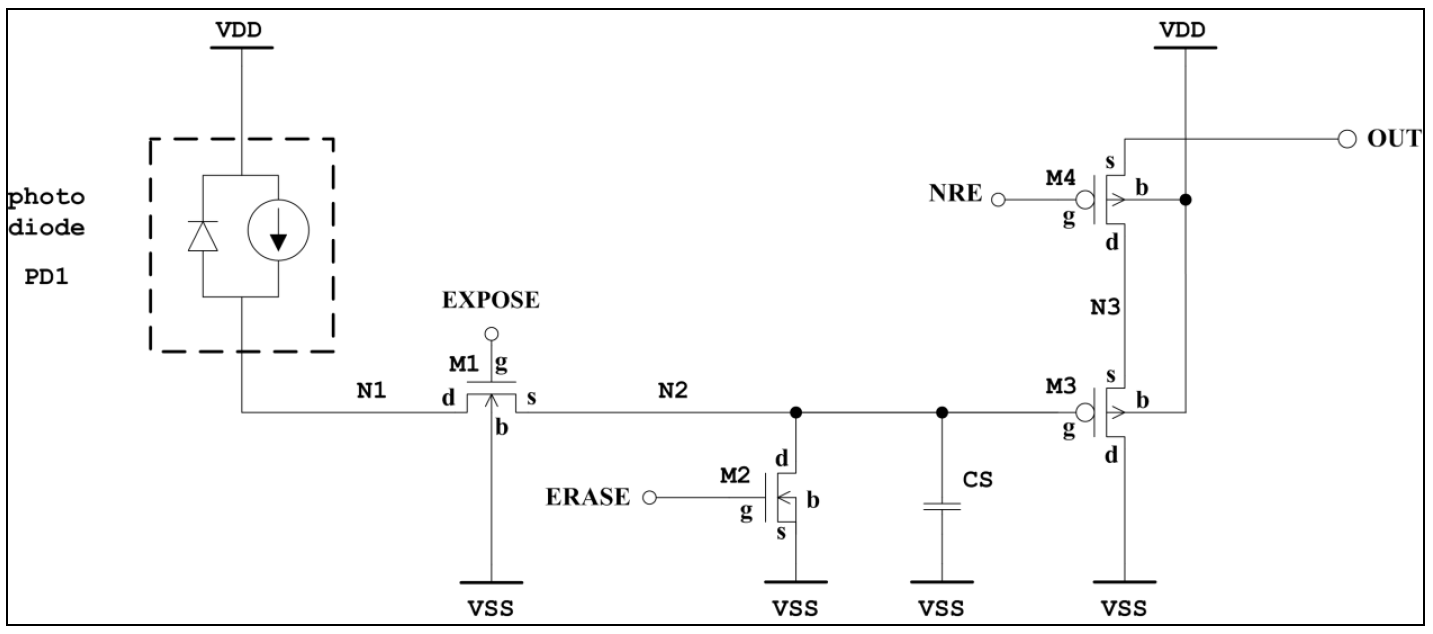 VDD
VDD
OUT
s
M4
b
NRE
g
d
photo
diode
PD1
EXPOSE
N3
M1
g
N1
d
s
N2
b
M3
s
b
g
d
M2
d
CS
ERASE
b
g
s
VSS
VSS
VSS
VSS